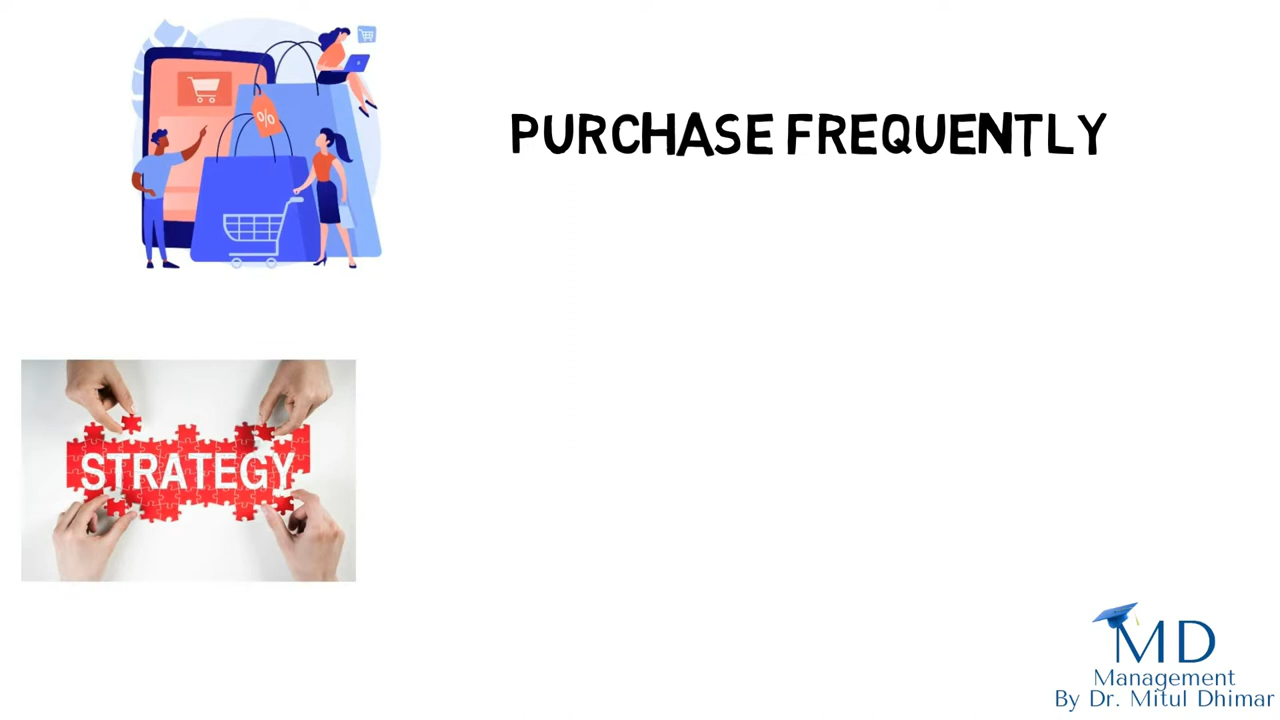 %
PURCHASE FREQUENTLY
STRATEGY
MD
Management
By Dr. Mitul Dhimar